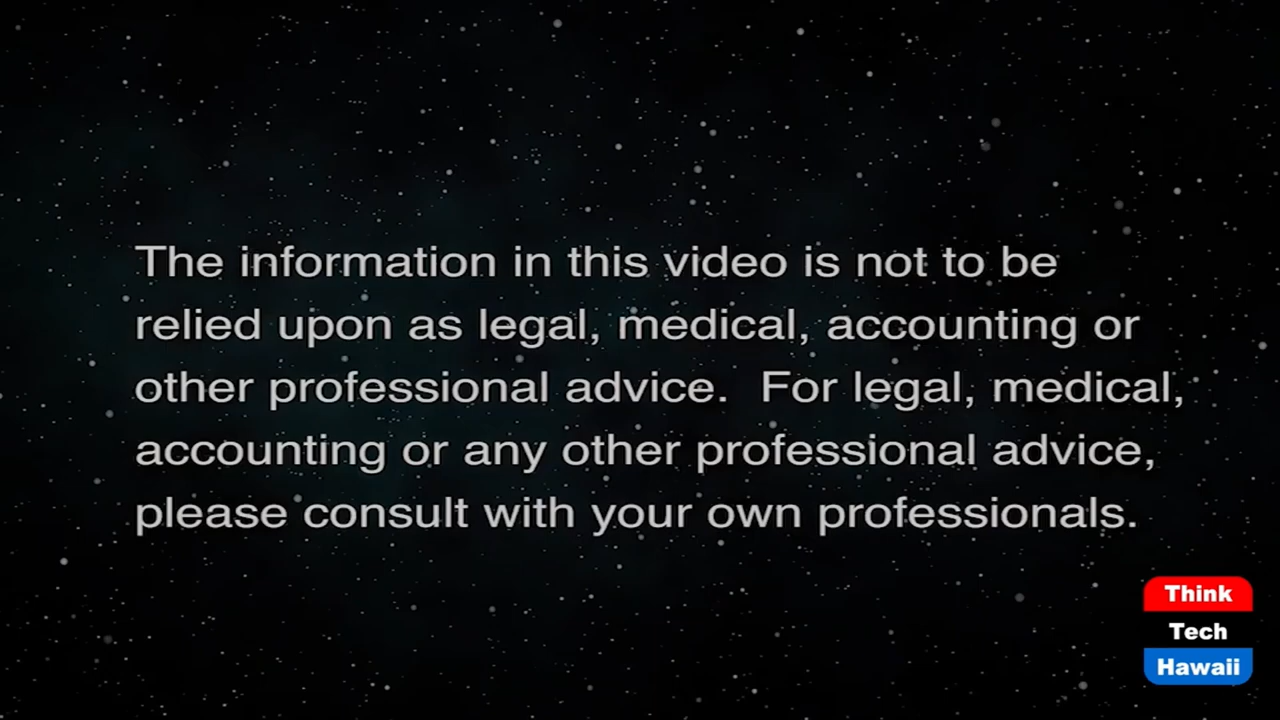 The information in this video is not to be
relied upon as legal, medical, accounting or
other professional advice.  For legal, medical,
accounting or any other professional advice,
please consult with your own professionals.
Think
Tech
Hawaii